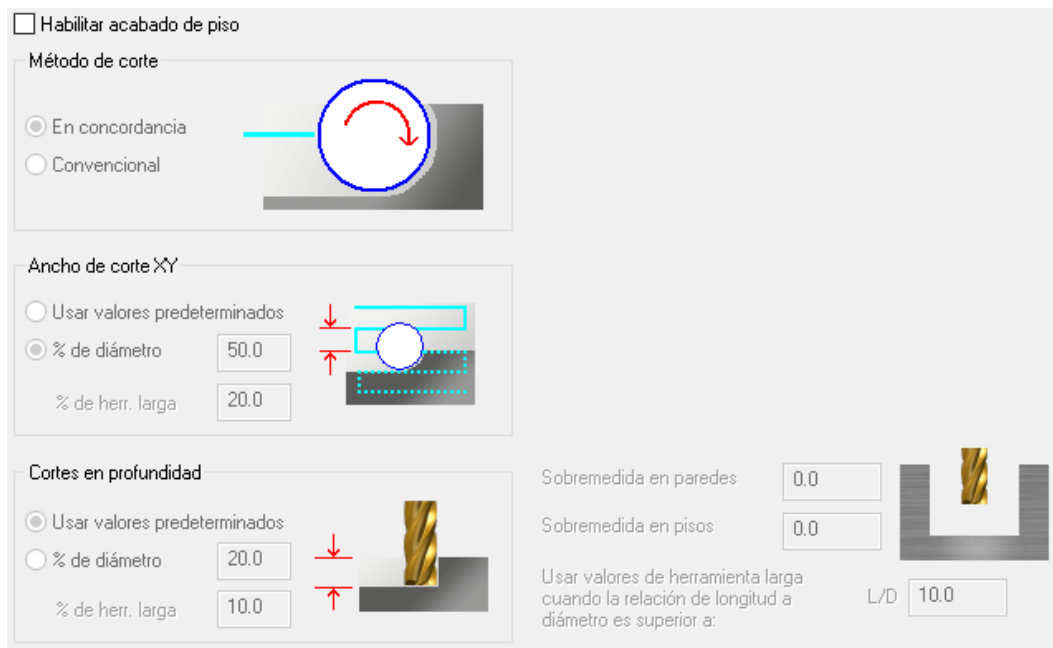 Habilitar acabado de piso
Método de corte
En concordancia
Convencional
Ancho de corte XY
Usar valores predeterminados
% de diámetro 50.0
% de herr. larga 20.0
Cortes en profundidad
Usar valores predeterminados
% de diámetro 20.0
% de herr. larga 10.0
Sobremedida en paredes 0.0
Sobremedida en pisos 0.0
Usar valores de herramienta larga
cuando la relación de longitud a
diámetro es superior a:
L/D 10.0